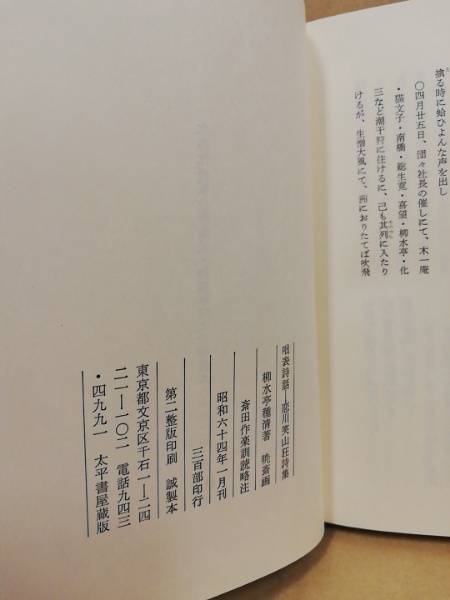 擒る時に蛤ひよんな声を出し
〇四月廿五日、団々社長の催しにて、木一庵
・猫文子・南橋・総生寛・喜望・柳水亭・化
三など潮干狩に往けるに、己も其列に入たり
けるが、生憎大風にて、洲におりたてば吹飛
唱表詩話―恋川笑山狂詩集
柳水亭種清著 暁斎画
斎田作楽訓読略注
昭和六十四年一月刊
三百部印行
第二整版印刷 誠製本
東京都文京区千石一―二四
二一―一〇二 電話九四三
・四九九一 太平書屋蔵版